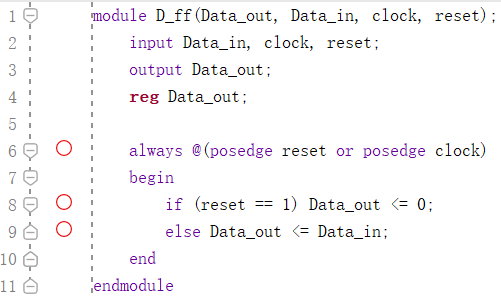 1 module D_ff(Data_out, Data_in, clock, reset);
2 input Data_in, clock, reset;
3 output Data_out;
4 reg Data_out;
5
6 always @(posedge reset or posedge clock)
7 begin
8 if (reset == 1) Data_out <= 0;
9 else Data_out <= Data_in;
10 end
11 endmodule